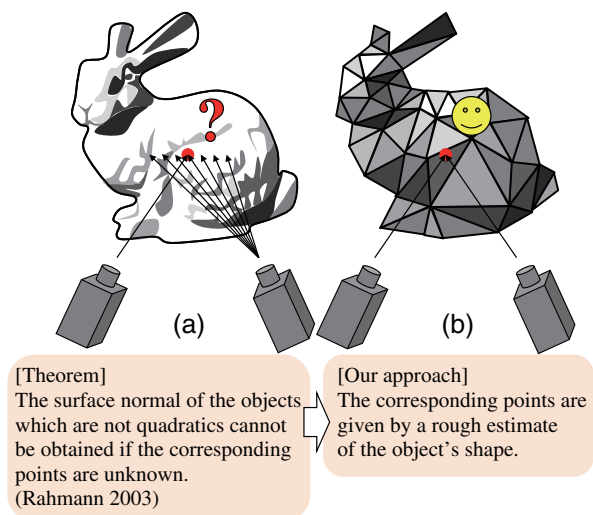 ?
(a)
(b)
[Theorem]
The surface normal of the objects
which are not quadratics cannot
be obtained if the corresponding
points are unknown.
(Rahmann 2003)
[Our approach]
The corresponding points are
given by a rough estimate
of the object's shape.